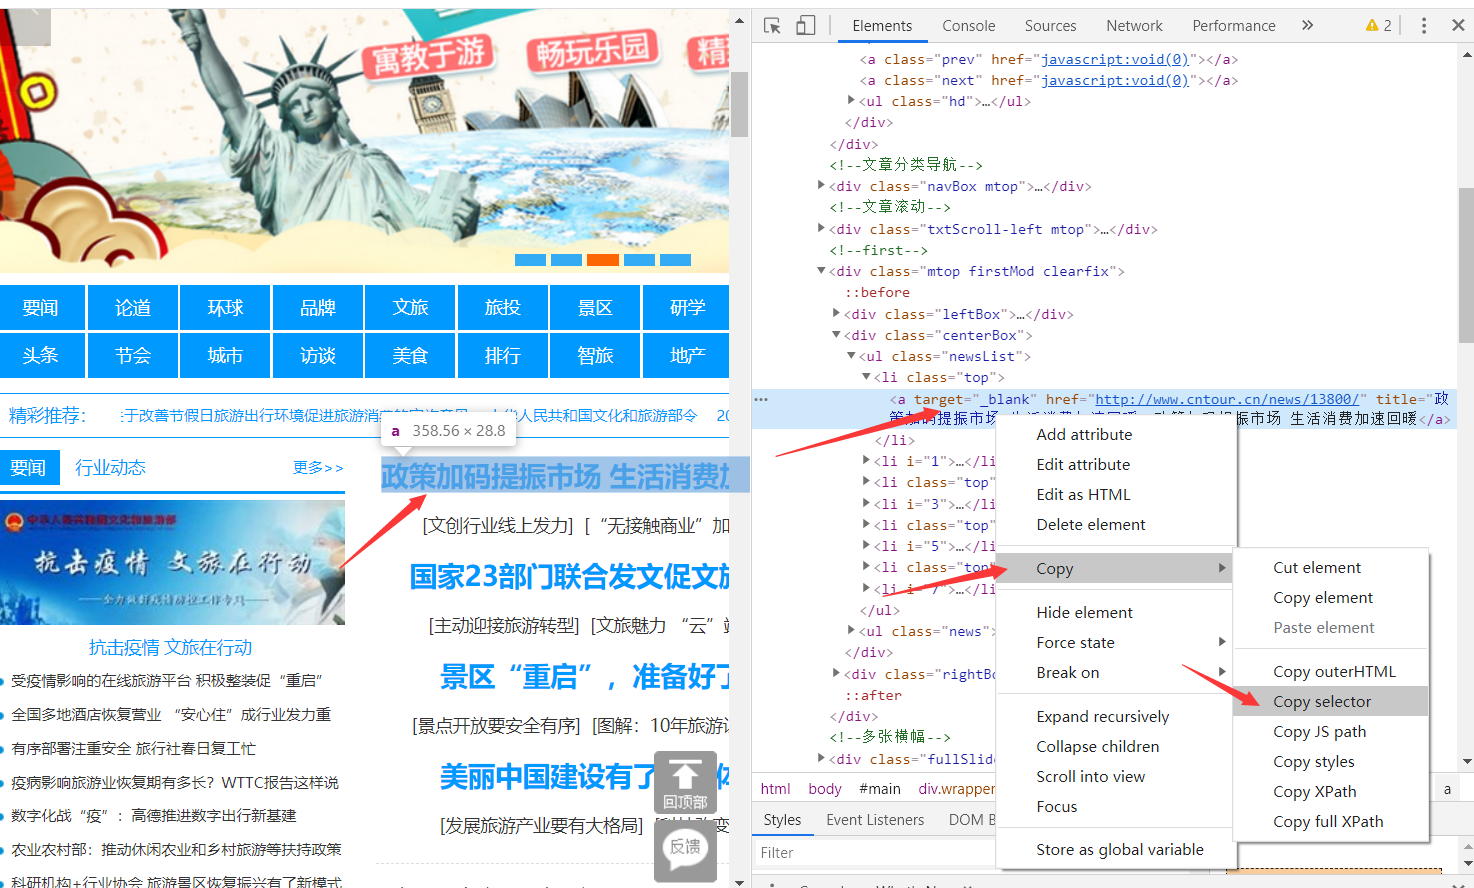 寓教于游
畅玩乐园
精
要闻 论道 环球 品牌 文旅 旅投 景区 研学
头条 节会 城市 访谈 美食 排行 智旅 地产
精彩推荐：
于改善节假日旅游出行环境促进旅游消
人民共和国文化和旅游部令
a 358.56 × 28.8
要闻 行业动态 更多>>
政策加码提振市场 生活消费加
中华人民共和国文化和旅游部
抗击疫情 文旅在行动
[文创行业线上发力] [“无接触商业”加
国家23部门联合发文促文旅
[主动迎接旅游转型] [文旅魅力 “云”端
抗击疫情 文旅在行动
景区“重启”，准备好了
受疫情影响的在线旅游平台 积极整装促“重启”
全国多地酒店恢复营业 “安心住”成行业发力重
[景点开放要安全有序] [图解：10年旅游
有序部署注重安全 旅行社春日复工忙
疫病影响旅游业恢复期有多长？WTTC报告这样说
美丽中国建设有了
回顶部
数字化战“疫”：高德推进数字出行新基建
[发展旅游产业要有大格局]
农业农村部：推动休闲农业和乡村旅游等扶持政策
反馈
科研机构+行业协会 旅游景区恢复振兴有了新模式
Elements Console Sources Network Performance » 2
<a class="prev" href="javascript:void(0)"></a>
<a class="next" href="javascript:void(0)"></a>
<ul class="hd">…</ul>
</div>
</div>
<!--文章分类导航-->
<div class="navBox mtop">…</div>
<!--文章滚动-->
<div class="txtScroll-left mtop">…</div>
<!--first-->
<div class="mtop firstMod clearfix">
::before
<div class="leftBox">…</div>
<div class="centerBox">
<ul class="newsList">
<li class="top">
<a target="_blank" href="http://www.cntour.cn/news/13800/" title="政
策加码提振市场 生活消费加速回暖">政策加码提振市场 生活消费加速回暖</a>
</li>
<li i="1">…</li
<li class="top"
<li i="3">…</li
<li class="top"
<li i="5">…</li
<li class="top"
<li i="7">…</li
</ul>
<ul class="news">
</div>
<div class="rightBo
::after
</div>
<!--多张横幅-->
<div class="fullSlid
html body #main div.wrapper a
Styles Event Listeners DOM B
Filter
Add attribute
Edit attribute
Edit as HTML
Delete element
Copy
Hide element
Force state
Break on
Expand recursively
Collapse children
Scroll into view
Focus
Store as global variable
Cut element
Copy element
Paste element
Copy outerHTML
Copy selector
Copy JS path
Copy styles
Copy XPath
Copy full XPath